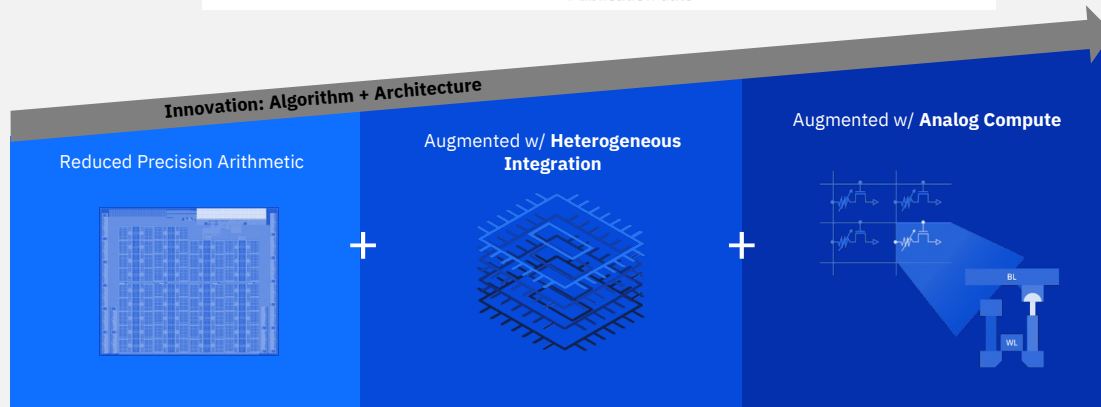 Innovation: Algorithm + Architecture
Reduced Precision Arithmetic
Augmented w/ Heterogeneous
Integration
Augmented w/ Analog Compute
+
+
BL
WL